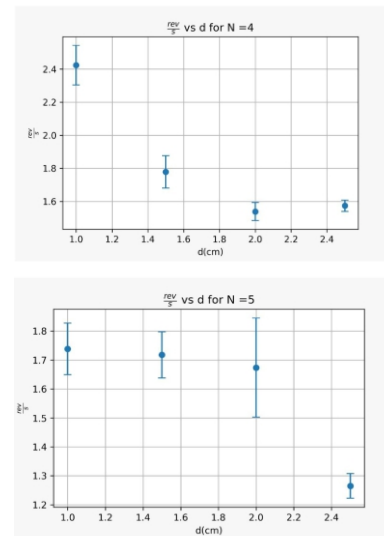 rev/s vs d for N =4
2.4
2.2
2.0
1.8
1.6
rev/s
1.0 1.2 1.4 1.6 1.8 2.0 2.2 2.4
d(cm)
rev/s vs d for N =5
1.8
1.7
1.6
1.5
1.4
1.3
1.2
rev/s
1.0 1.2 1.4 1.6 1.8 2.0 2.2 2.4
d(cm)